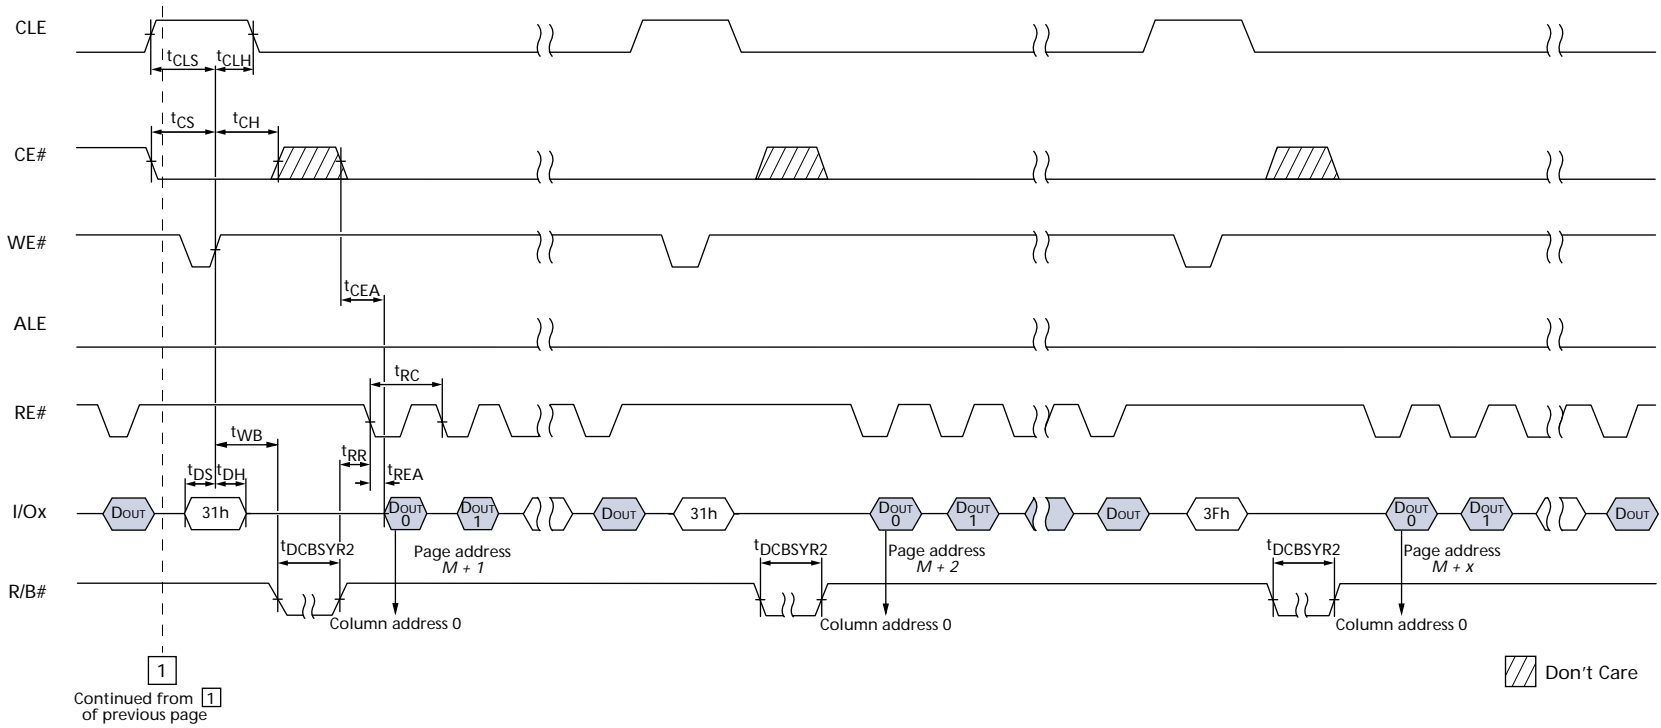 CLE
tCLS tCLH
tCS tCH
CE#
WE#
tCEA
ALE
tRC
RE#
tWB
tRR
tDS tDH tREA
I/Ox
DOUT
31h
DOUT 0
DOUT 1
DOUT
31h
DOUT 0
DOUT 1
DOUT
3Fh
DOUT 0
DOUT 1
DOUT
tDCBSYR2
Page address
M + 1
tDCBSYR2
Page address
M + 2
tDCBSYR2
Page address
M + x
R/B#
Column address 0
Column address 0
Column address 0
1
Continued from 1
of previous page
Don't Care